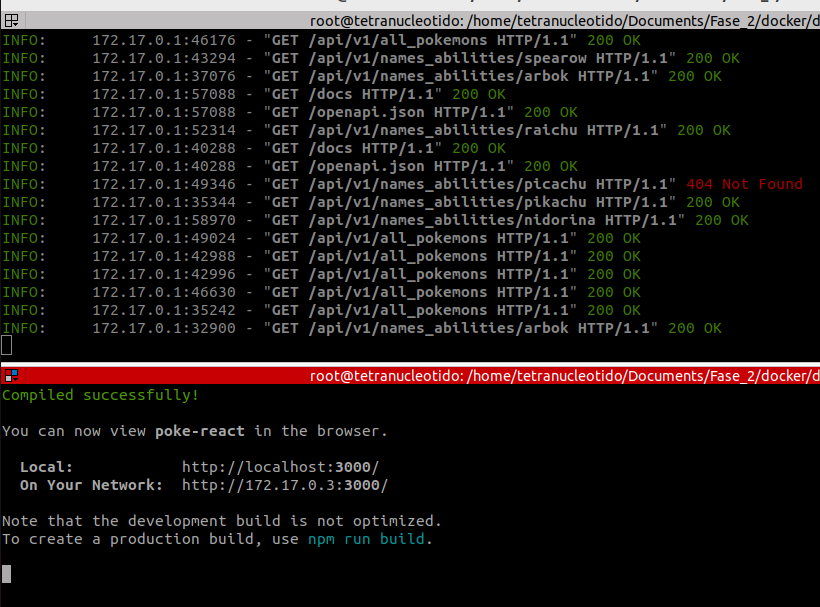 root@tetranucleotido: /home/tetranucleotido/Documents/Fase_2/docker/d
INFO:     172.17.0.1:46176 - "GET /api/v1/all_pokemons HTTP/1.1" 200 OK
INFO:     172.17.0.1:43294 - "GET /api/v1/names_abilities/spearow HTTP/1.1" 200 OK
INFO:     172.17.0.1:37076 - "GET /api/v1/names_abilities/arbok HTTP/1.1" 200 OK
INFO:     172.17.0.1:57088 - "GET /docs HTTP/1.1" 200 OK
INFO:     172.17.0.1:57088 - "GET /openapi.json HTTP/1.1" 200 OK
INFO:     172.17.0.1:52314 - "GET /api/v1/names_abilities/raichu HTTP/1.1" 200 OK
INFO:     172.17.0.1:40288 - "GET /docs HTTP/1.1" 200 OK
INFO:     172.17.0.1:40288 - "GET /openapi.json HTTP/1.1" 200 OK
INFO:     172.17.0.1:49346 - "GET /api/v1/names_abilities/picachu HTTP/1.1" 404 Not Found
INFO:     172.17.0.1:35344 - "GET /api/v1/names_abilities/pikachu HTTP/1.1" 200 OK
INFO:     172.17.0.1:58970 - "GET /api/v1/names_abilities/nidorina HTTP/1.1" 200 OK
INFO:     172.17.0.1:49024 - "GET /api/v1/all_pokemons HTTP/1.1" 200 OK
INFO:     172.17.0.1:42988 - "GET /api/v1/all_pokemons HTTP/1.1" 200 OK
INFO:     172.17.0.1:42996 - "GET /api/v1/all_pokemons HTTP/1.1" 200 OK
INFO:     172.17.0.1:46630 - "GET /api/v1/all_pokemons HTTP/1.1" 200 OK
INFO:     172.17.0.1:35242 - "GET /api/v1/all_pokemons HTTP/1.1" 200 OK
INFO:     172.17.0.1:32900 - "GET /api/v1/names_abilities/arbok HTTP/1.1" 200 OK
root@tetranucleotido: /home/tetranucleotido/Documents/Fase_2/docker/d
Compiled successfully!
You can now view poke-react in the browser.
Local:            http://localhost:3000/
On Your Network:  http://172.17.0.3:3000/
Note that the development build is not optimized.
To create a production build, use npm run build.